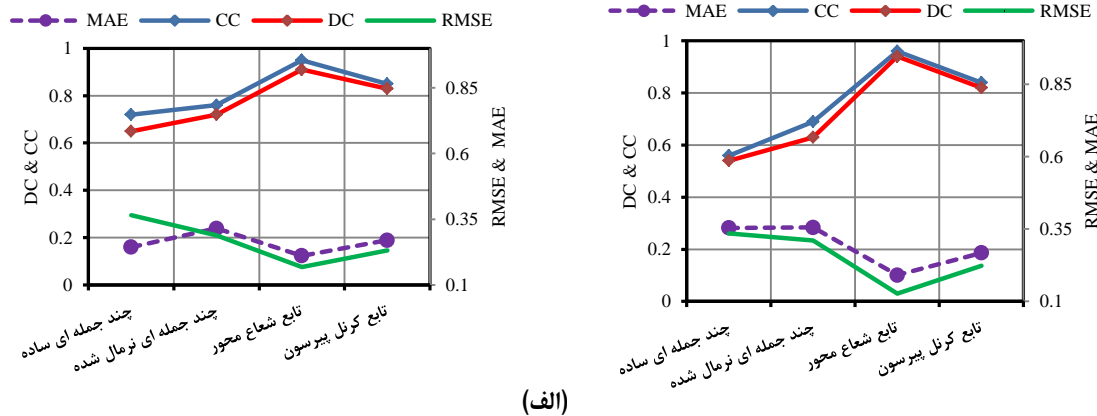 MAE CC DC RMSE
1
0.8
0.6
0.4
0.2
0
DC & CC
0.85
0.6
0.35
0.1
RMSE & MAE
چند جمله ای ساده
چند جمله ای نرمال شده
تابع شعاع محور
تابع کرنل پیرسون
MAE CC DC RMSE
1
0.8
0.6
0.4
0.2
0
DC & CC
0.85
0.6
0.35
0.1
RMSE & MAE
چند جمله ای ساده
چند جمله ای نرمال شده
تابع شعاع محور
تابع کرنل پیرسون
(الف)